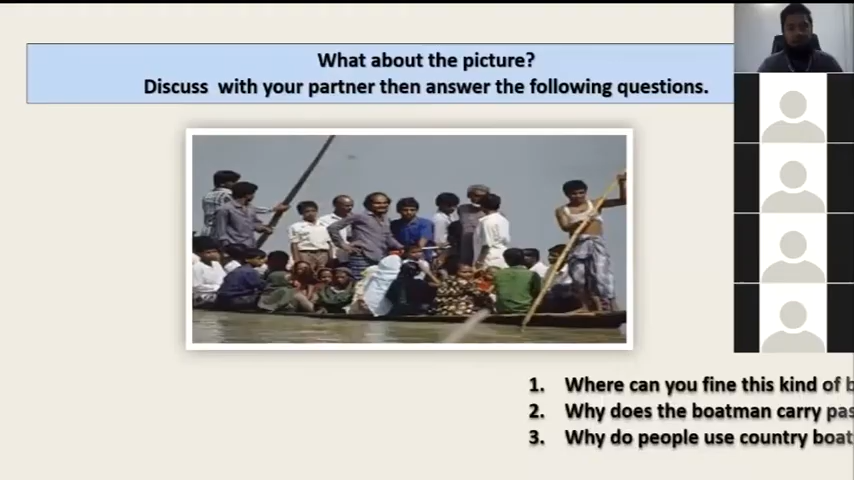 What about the picture?
Discuss with your partner then answer the following questions.
1. Where can you fine this kind of
2. Why does the boatman carry
3. Why do people use country boat